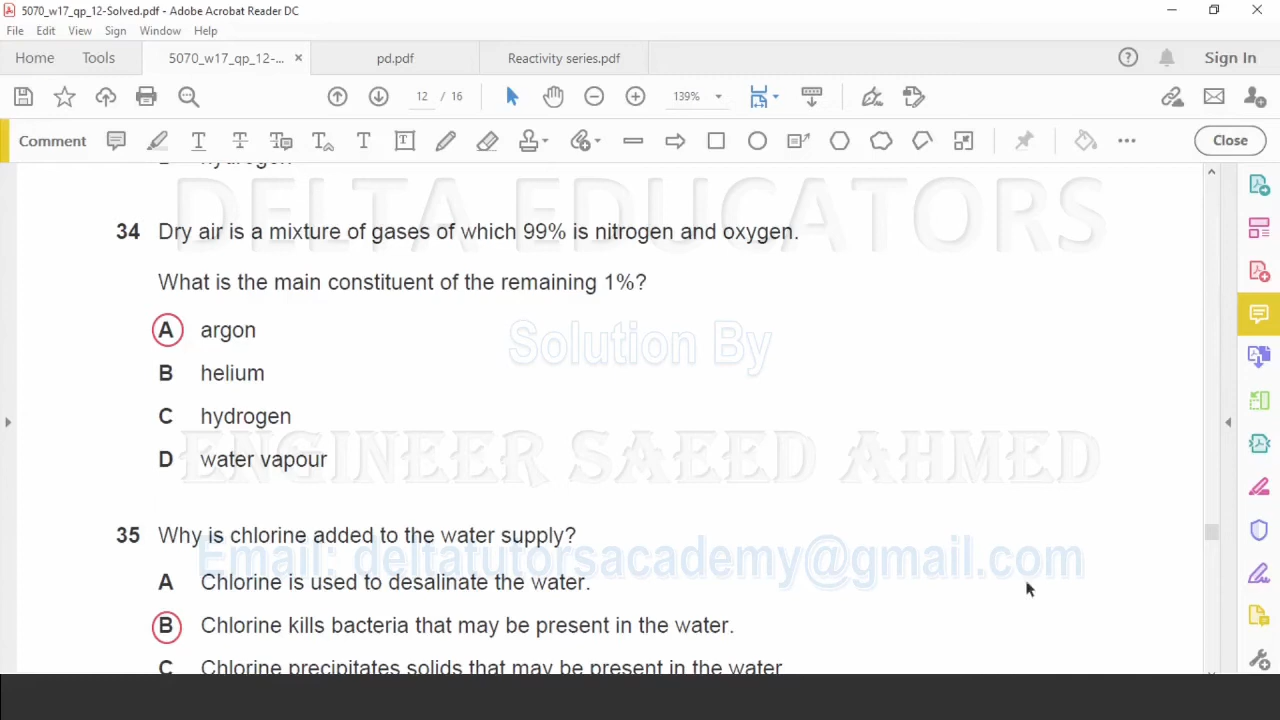 5070_w17_qp_12-Solved.pdf - Adobe Acrobat Reader DC
File Edit View Sign Window Help
Home Tools 5070_w17_qp_12-... × pd.pdf Reactivity series.pdf Sign In
12 / 16 139%
Comment Close
hydrogen
DELTA EDUCATORS
34 Dry air is a mixture of gases of which 99% is nitrogen and oxygen.
What is the main constituent of the remaining 1%?
A argon
Solution By
B helium
C hydrogen
ENGINEER SAEED AHMED
D water vapour
35 Why is chlorine added to the water supply?
Email: deltatutorsacademy@gmail.com
A Chlorine is used to desalinate the water.
B Chlorine kills bacteria that may be present in the water.
C Chlorine precipitates solids that may be present in the water